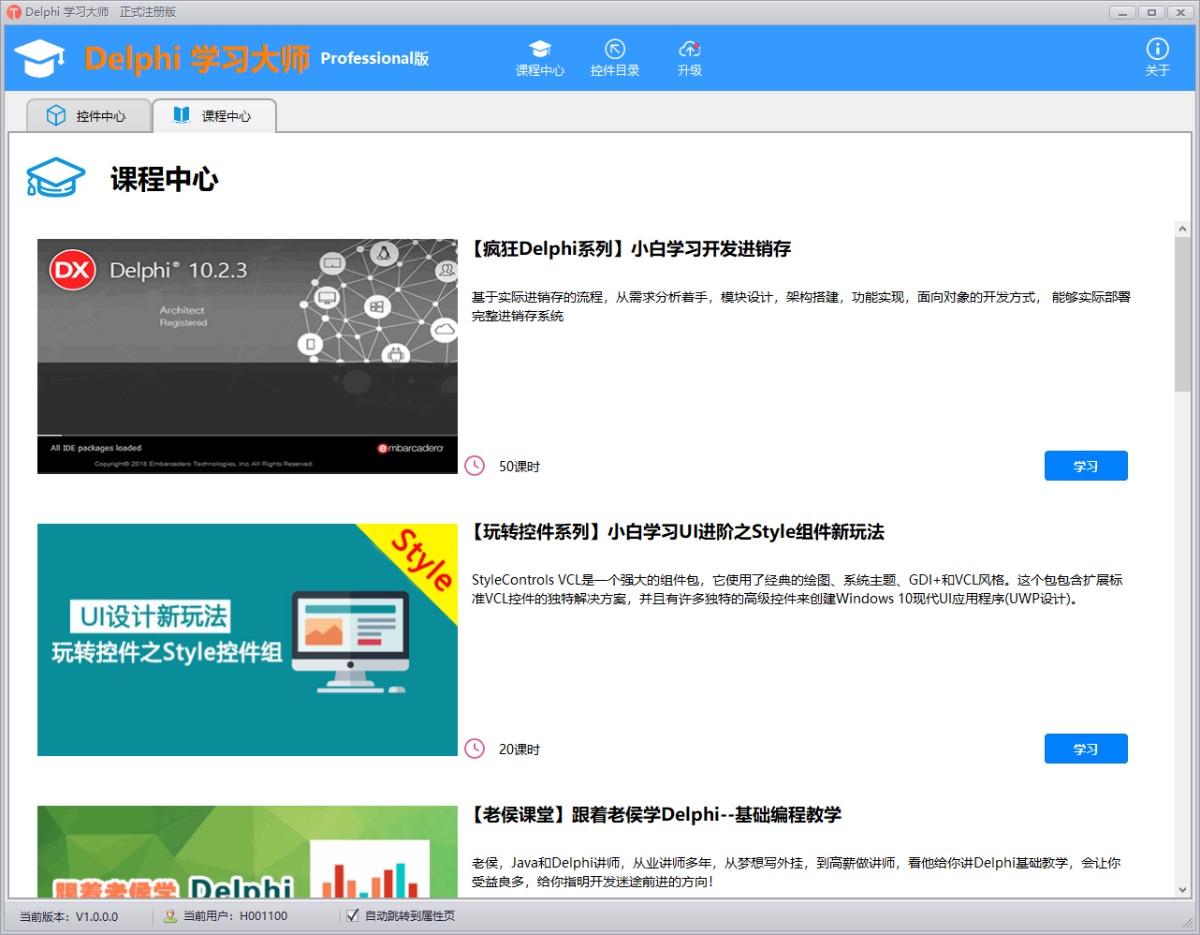 Delphi 学习大师 正式注册版
Delphi 学习大师 Professional版
课程中心 控件目录 升级 关于
控件中心 课程中心
课程中心
DX Delphi® 10.2.3
Architect
Registered
All IDE packages loaded
embarcadero
Copyright© 2018 Embarcadero Technologies, Inc. All Rights Reserved.
【疯狂Delphi系列】小白学习开发进销存
基于实际进销存的流程，从需求分析着手，模块设计，架构搭建，功能实现，面向对象的开发方式， 能够实际部署
完整进销存系统
50课时 学习
Style
UI设计新玩法
玩转控件之Style控件组
【玩转控件系列】小白学习UI进阶之Style组件新玩法
StyleControls VCL是一个强大的组件包，它使用了经典的绘图、系统主题、GDI+和VCL风格。这个包包含扩展标
准VCL控件的独特解决方案，并且有许多独特的高级控件来创建Windows 10现代UI应用程序(UWP设计)。
20课时 学习
跟着老侯学 Delphi
【老侯课堂】跟着老侯学Delphi--基础编程教学
老侯，Java和Delphi讲师，从业讲师多年，从梦想写外挂，到高薪做讲师，看他给你讲Delphi基础教学，会让你
受益良多，给你指明开发迷途前进的方向！
当前版本：V1.0.0.0 当前用户：H001100 自动跳转到属性页